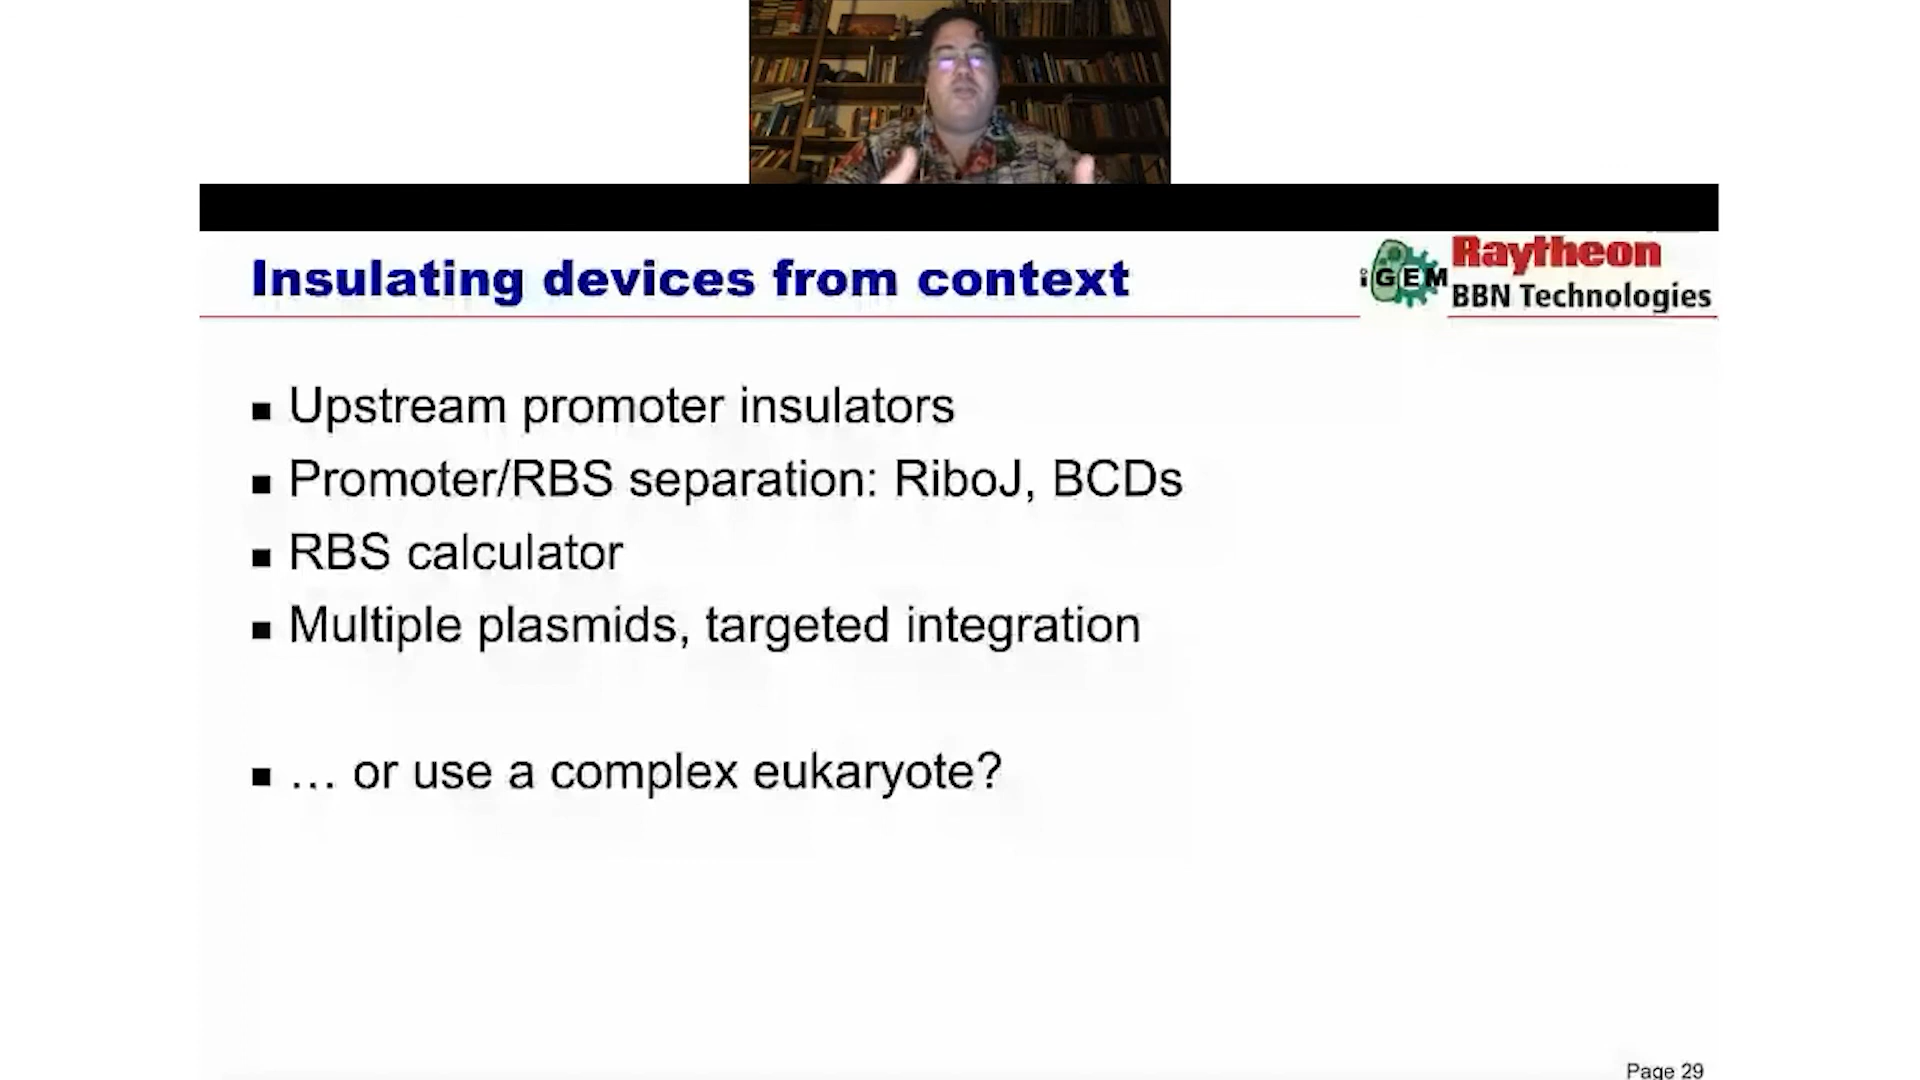 Insulating devices from context
iGEM
Raytheon
BBN Technologies
▪ Upstream promoter insulators
▪ Promoter/RBS separation: RiboJ, BCDs
▪ RBS calculator
▪ Multiple plasmids, targeted integration
▪ … or use a complex eukaryote?
Page 29